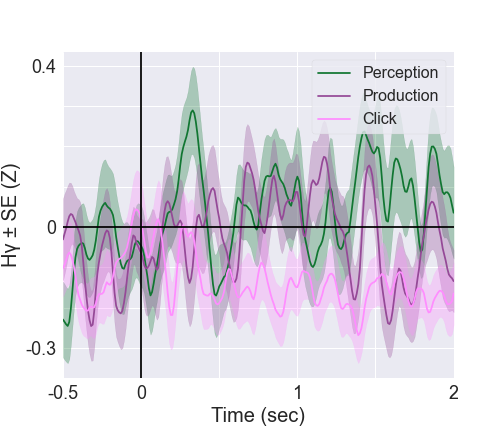 Perception
Production
Click
0.4
0
-0.3
Hγ ± SE (Z)
-0.5
0
1
2
Time (sec)